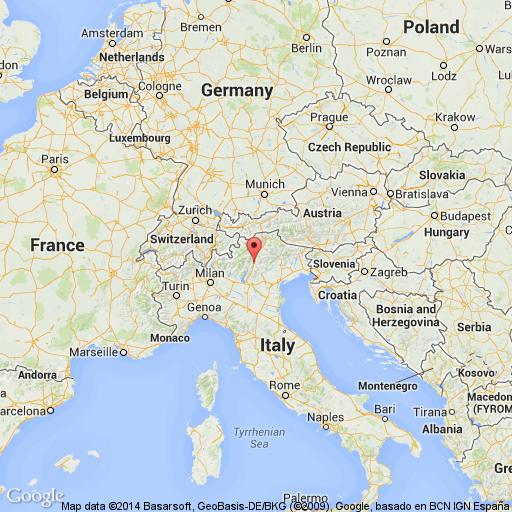 Bremen
Amsterdam
Berlin
Poland
Poznan
Netherlands
Wars
Lodz
Belgium
Cologne
Germany
Wroclaw
Krakow
Prague
Luxembourg
Czech Republic
Paris
Slovakia
Munich
Vienna
Bratislava
Zurich
Austria
Budapest
France
Switzerland
Hungary
Slovenia
Zagreb
Milan
Turin
Croatia
Genoa
Bosnia and
Herzegovina
Serbia
Monaco
Italy
Marseille
Andorra
Kosovo
Montenegro
Rome
Macedo
(FYROM
arcelona
Naples
Bari
Tirana
Albania
Tyrrhenian
Sea
Gre
Google
Palermo
Map data ©2014 Basarsoft, GeoBasis-DE/BKG (©2009), Google, basado en BCN IGN España